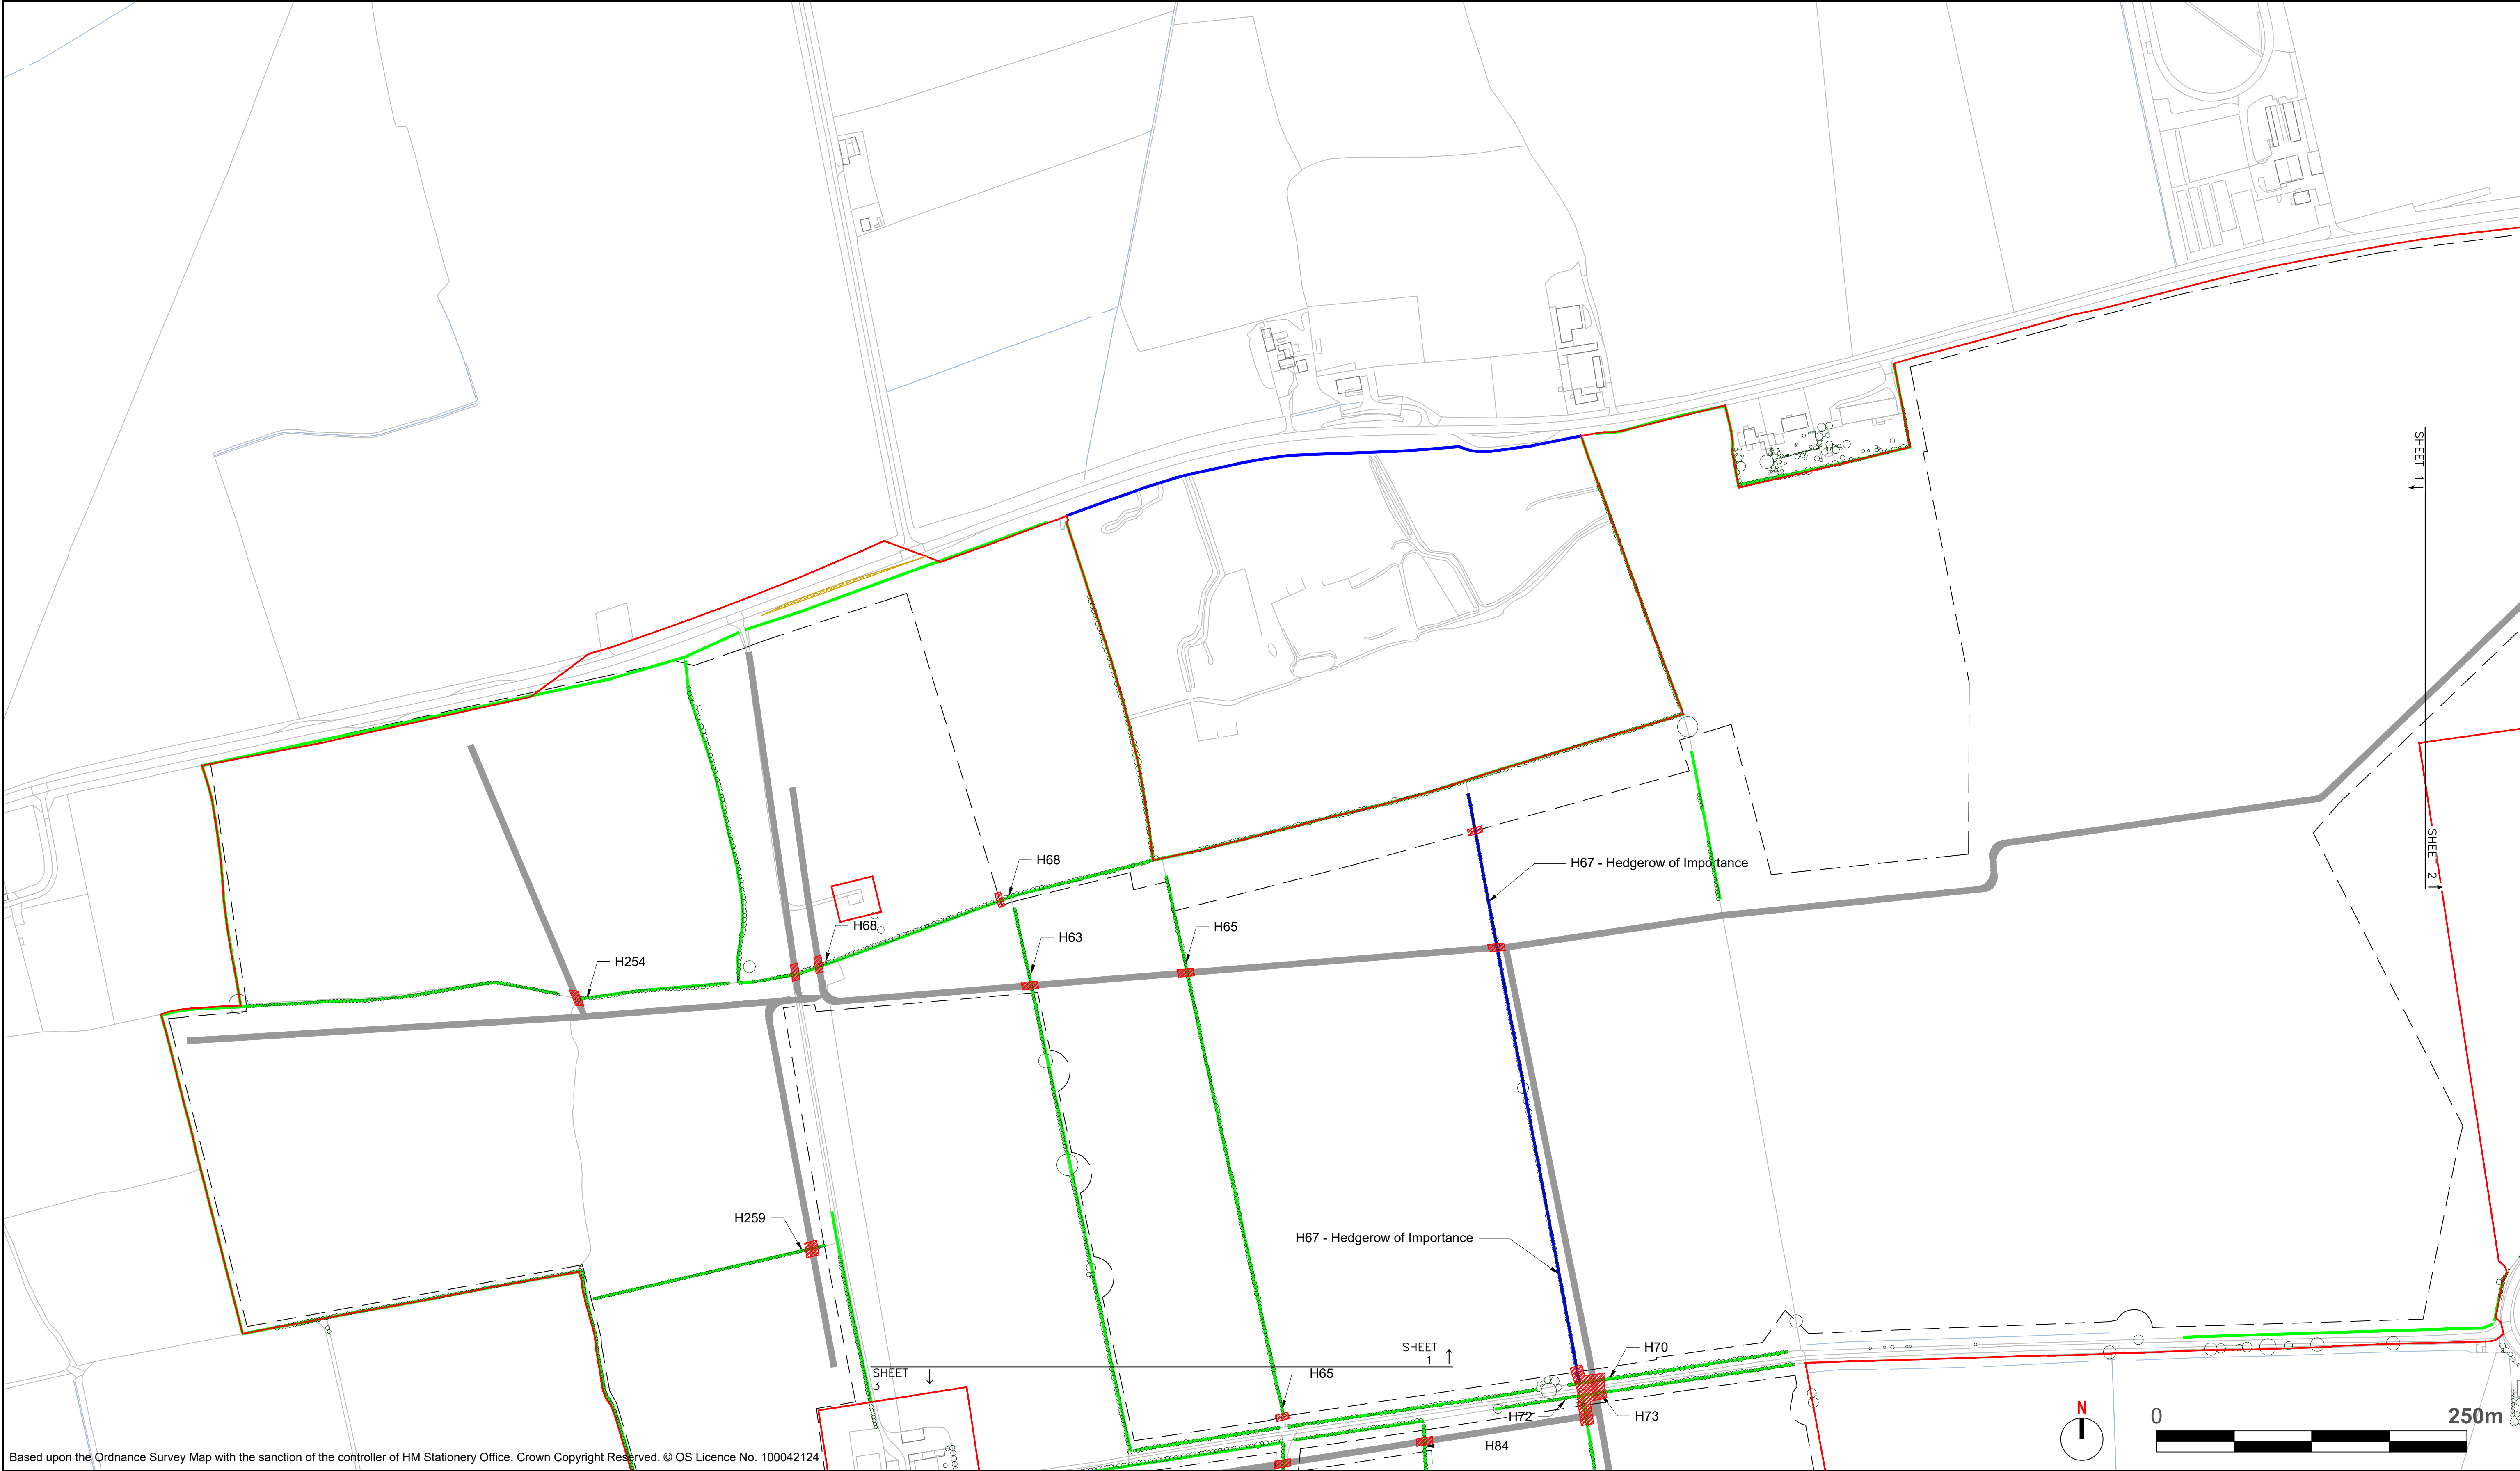 SHEET 1
SHEET 2
H67 - Hedgerow of Importance
H68
H68
H63
H65
H254
H259
H67 - Hedgerow of Importance
SHEET
1
SHEET
3
H70
H65
H72
H73
H84
N
0
250m
Based upon the Ordnance Survey Map with the sanction of the controller of HM Stationery Office. Crown Copyright Reserved. © OS Licence No. 100042124